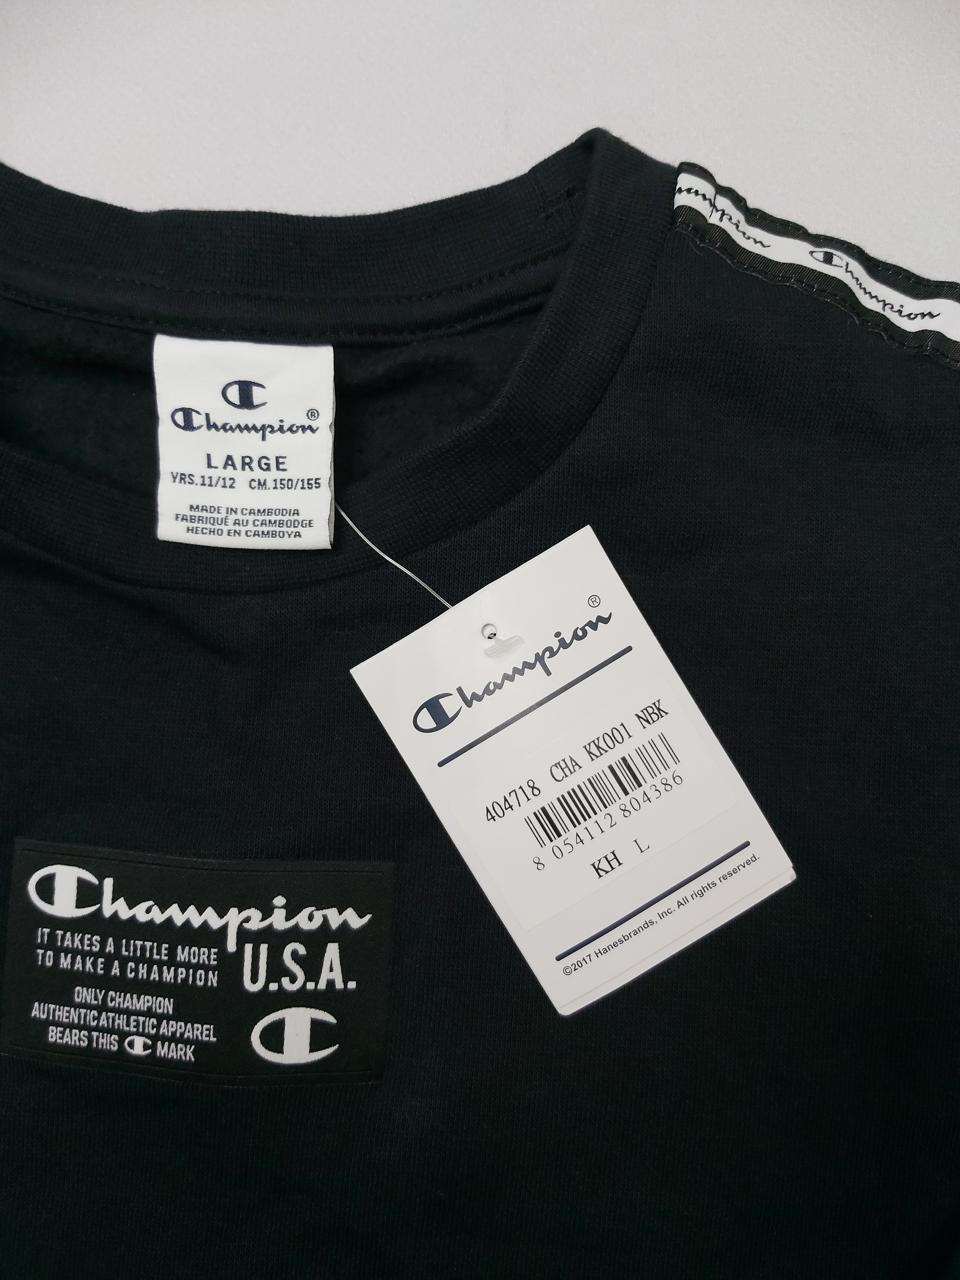 Champion
Champion
Champion®
LARGE
YRS.11/12 CM.150/155
MADE IN CAMBODIA
FABRIQUÉ AU CAMBODGE
HECHO EN CAMBOYA
Champion®
404718 CHA KK001 NBK
8 054112 804386
KH L
©2017 Hanesbrands, Inc. All rights reserved.
Champion
U.S.A.
IT TAKES A LITTLE MORE
TO MAKE A CHAMPION
ONLY CHAMPION
AUTHENTIC ATHLETIC APPAREL
BEARS THIS C MARK